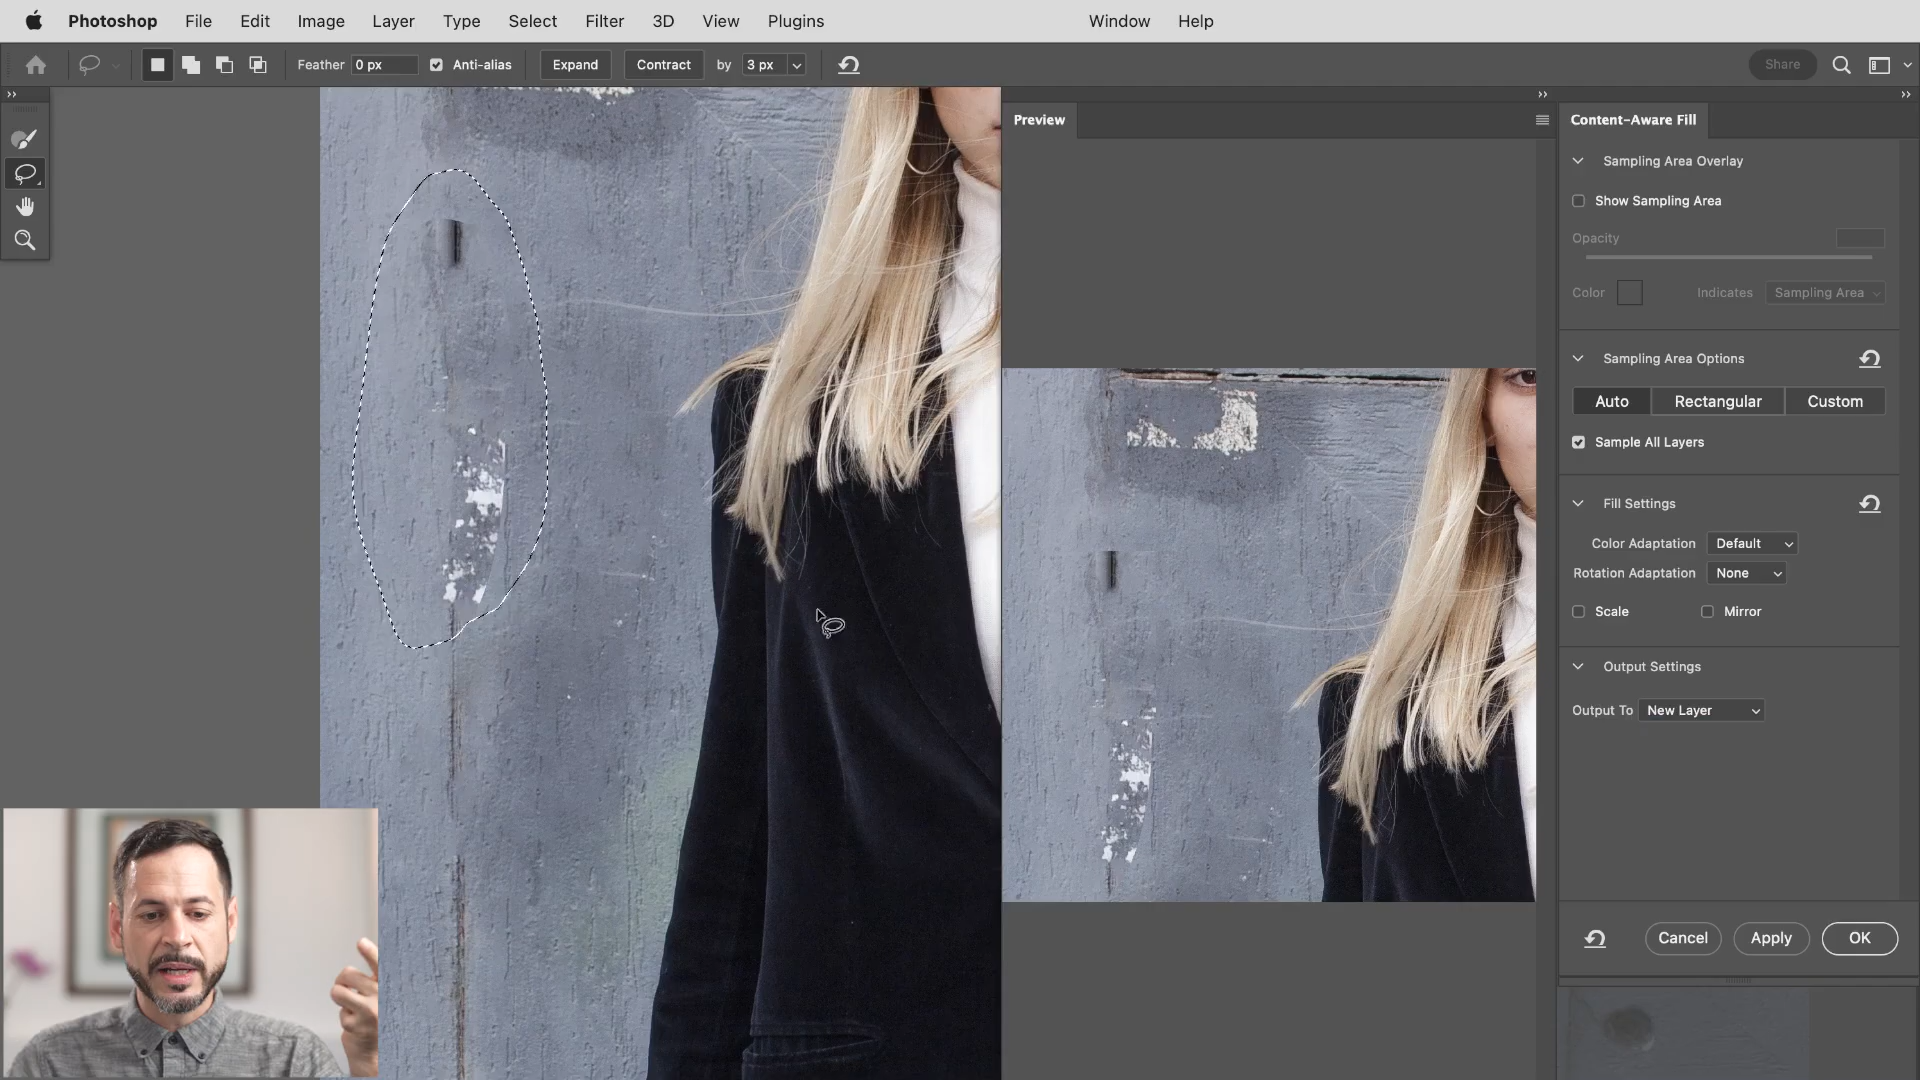 Photoshop File Edit Image Layer Type Select Filter 3D View Plugins Window Help
Feather 0 px Anti-alias Expand Contract by 3 px Share
Preview
Content-Aware Fill
Sampling Area Overlay
Show Sampling Area
Opacity
Color Indicates Sampling Area
Sampling Area Options
Auto Rectangular Custom
Sample All Layers
Fill Settings
Color Adaptation Default
Rotation Adaptation None
Scale Mirror
Output Settings
Output To New Layer
Cancel Apply OK